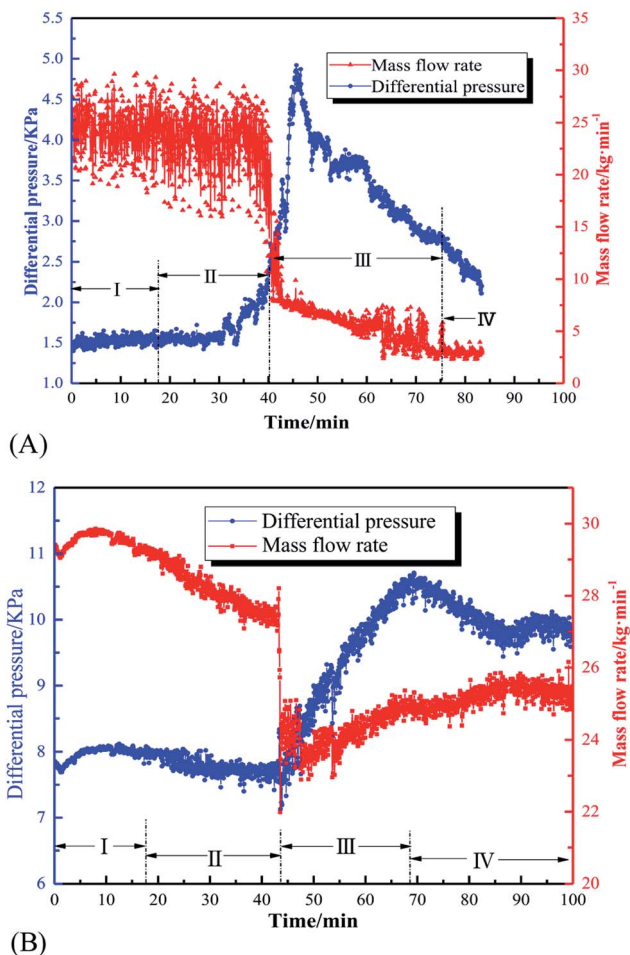 5.5
5.0
4.5
4.0
3.5
3.0
2.5
2.0
1.5
1.0
Differential pressure/KPa
35
30
25
20
15
10
5
0
Mass flow rate/kg·min⁻¹
Mass flow rate
Differential pressure
I
II
III
IV
0 10 20 30 40 50 60 70 80 90 100
Time/min
(A)
12
11
10
9
8
7
6
Differential pressure/KPa
30
28
26
24
22
20
Mass flow rate/kg·min⁻¹
Differential pressure
Mass flow rate
I
II
III
IV
0 10 20 30 40 50 60 70 80 90 100
Time/min
(B)